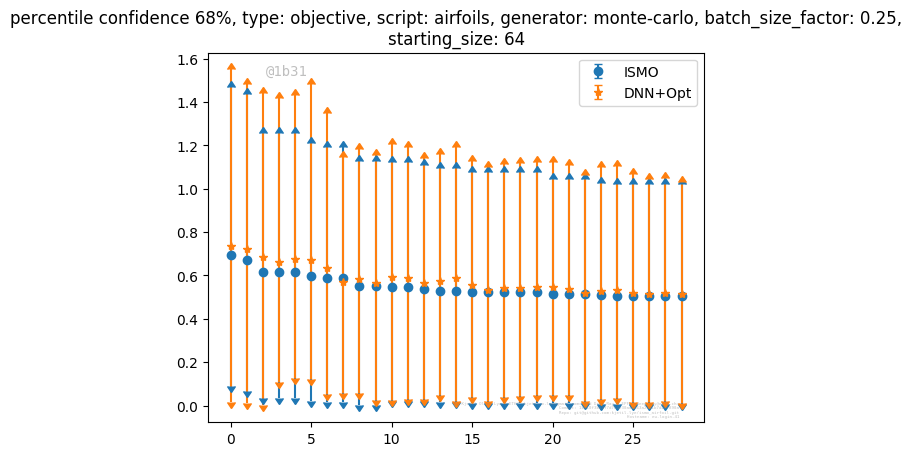 percentile confidence 68%, type: objective, script: airfoils, generator: monte-carlo, batch_size_factor: 0.25,
starting_size: 64
@1b31
ISMO
DNN+Opt
1.6
1.4
1.2
1.0
0.8
0.6
0.4
0.2
0.0
0 5 10 15 20 25